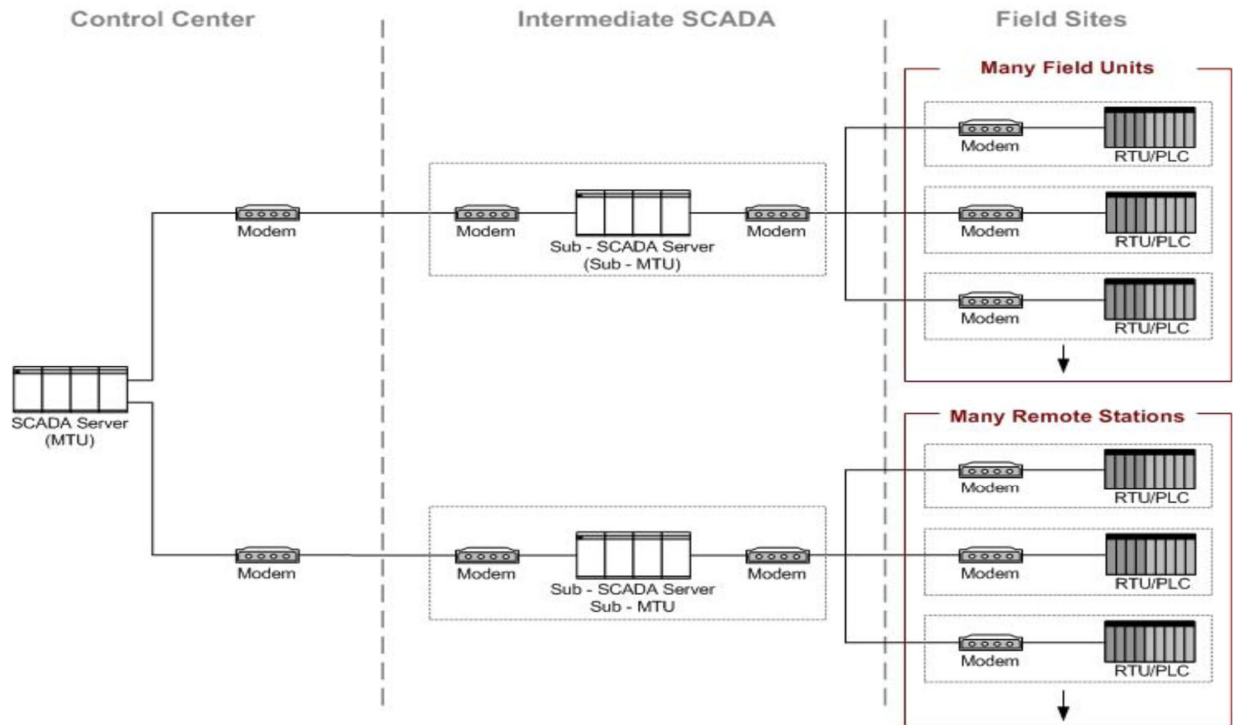 Control Center
Intermediate SCADA
Field Sites
Many Field Units
Modem
RTU/PLC
Modem
RTU/PLC
Modem
RTU/PLC
Modem
Modem
Sub - SCADA Server
(Sub - MTU)
Modem
SCADA Server
(MTU)
Many Remote Stations
Modem
RTU/PLC
Modem
RTU/PLC
Modem
RTU/PLC
Modem
Modem
Sub - SCADA Server
Sub - MTU
Modem